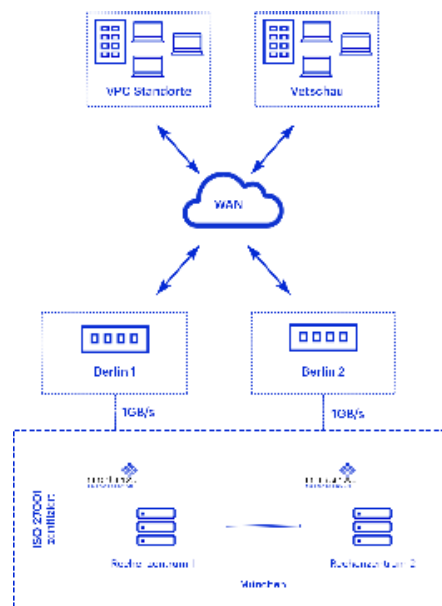 VPC Standorte
Vetschau
WAN
Berlin 1
Berlin 2
1GB/s
1GB/s
ISO 27001
zertifiziert
Rechenzentrum 1
Rechenzentrum 2
München